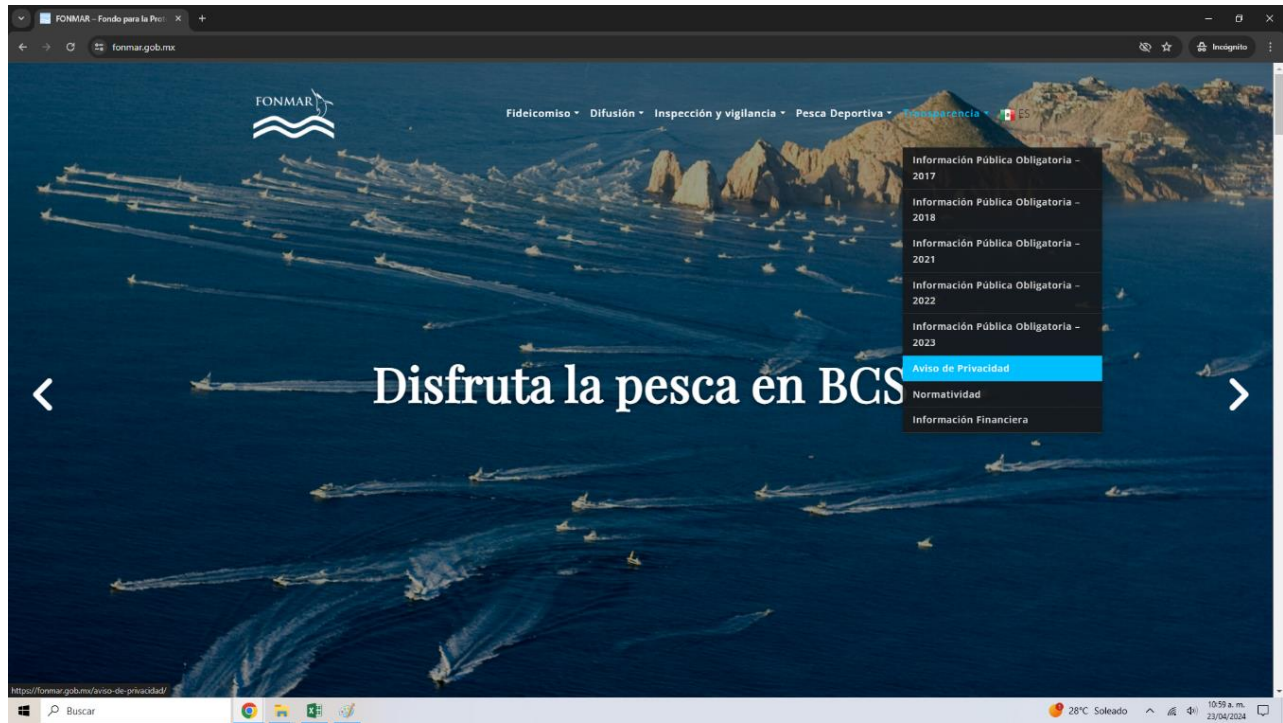 FONMAR – Fondo para la Prot
fonmar.gob.mx
Incógnito
FONMAR
Fideicomiso Difusión Inspección y vigilancia Pesca Deportiva Transparencia ES
Información Pública Obligatoria –
2017
Información Pública Obligatoria –
2018
Información Pública Obligatoria –
2021
Información Pública Obligatoria –
2022
Información Pública Obligatoria –
2023
Aviso de Privacidad
Normatividad
Información Financiera
Disfruta la pesca en BCS
https://fonmar.gob.mx/aviso-de-privacidad/
Buscar
28°C Soleado
10:59 a. m.
23/04/2024